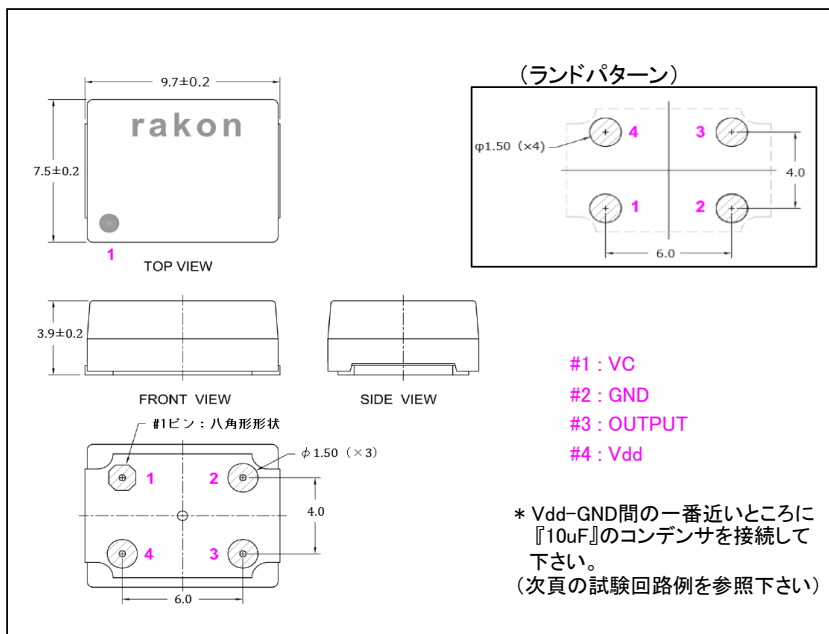 9.7±0.2
rakon
7.5±0.2
1
TOP VIEW
(ランドパターン)
φ1.50 (×4)
4
3
1
2
4.0
6.0
3.9±0.2
FRONT VIEW
SIDE VIEW
#1ピン:八角形形状
φ1.50 (×3)
1
2
4
3
4.0
6.0
#1 : VC
#2 : GND
#3 : OUTPUT
#4 : Vdd
* Vdd-GND間の一番近いところに
『10uF』のコンデンサを接続して
下さい。
(次頁の試験回路例を参照下さい)